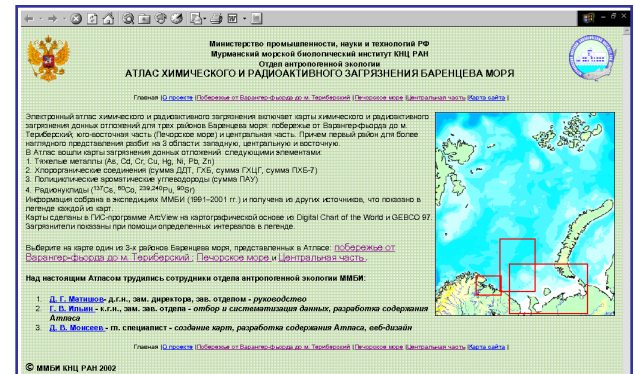 Министерство промышленности, науки и технологий РФ
Мурманский морской биологический институт КНЦ РАН
Отдел антропогенной экологии
АТЛАС ХИМИЧЕСКОГО И РАДИОАКТИВНОГО ЗАГРЯЗНЕНИЯ БАРЕНЦЕВА МОРЯ
Главная |О проекте |Побережье от Варангер-фьорда до м. Териберский |Печорское море |Центральная часть |Карта сайта |
Электронный атлас химического и радиоактивного загрязнения включает карты химического и радиоактивного
загрязнения донных отложений для трех районов Баренцева моря: побережье от Варангер-фьорда до м.
Териберский, юго-восточная часть (Печорское море) и центральная часть. Причем первый район для более
наглядного представления разбит на 3 области: западную, центральную и восточную.
В Атлас вошли карты загрязнения донных отложений следующими элементами:
1. Тяжелые металлы (As, Cd, Cr, Cu, Hg, Ni, Pb, Zn)
2. Хлорорганические соединения (сумма ДДТ, ГХБ, сумма ГХЦГ, сумма ПХБ-7)
3. Полициклические ароматические углеводороды (сумма ПАУ)
4. Радионуклиды (¹³⁷Cs, ⁶⁰Co, ²³⁹,²⁴⁰Pu, ⁹⁰Sr)
Информация собрана в экспедициях ММБИ (1991–2001 гг.) и получена из других источников, что показано в
легенде каждой из карт.
Карты сделаны в ГИС-программе ArcView на картографической основе из Digital Chart of the World и GEBCO 97.
Загрязнители показаны при помощи определенных интервалов в легенде.
Выберите на карте один из 3-х районов Баренцева моря, представленных в Атласе: побережье от
Варангер-фьорда до м. Териберский ; Печорское море и Центральная часть .
Над настоящим Атласом трудились сотрудники отдела антропогенной экологии ММБИ:
1. Д. Г. Матишов- д.г.н., зам. директора, зав. отделом - руководство
2. Г. В. Ильин - к.г.н., зам. зав. отдела - отбор и систематизация данных, разработка содержания
Атласа
3. Д. В. Моисеев - гл. специалист - создание карт, разработка содержания Атласа, веб-дизайн
Главная |О проекте |Побережье от Варангер-фьорда до м. Териберский |Печорское море |Центральная часть |Карта сайта |
© ММБИ КНЦ РАН 2002